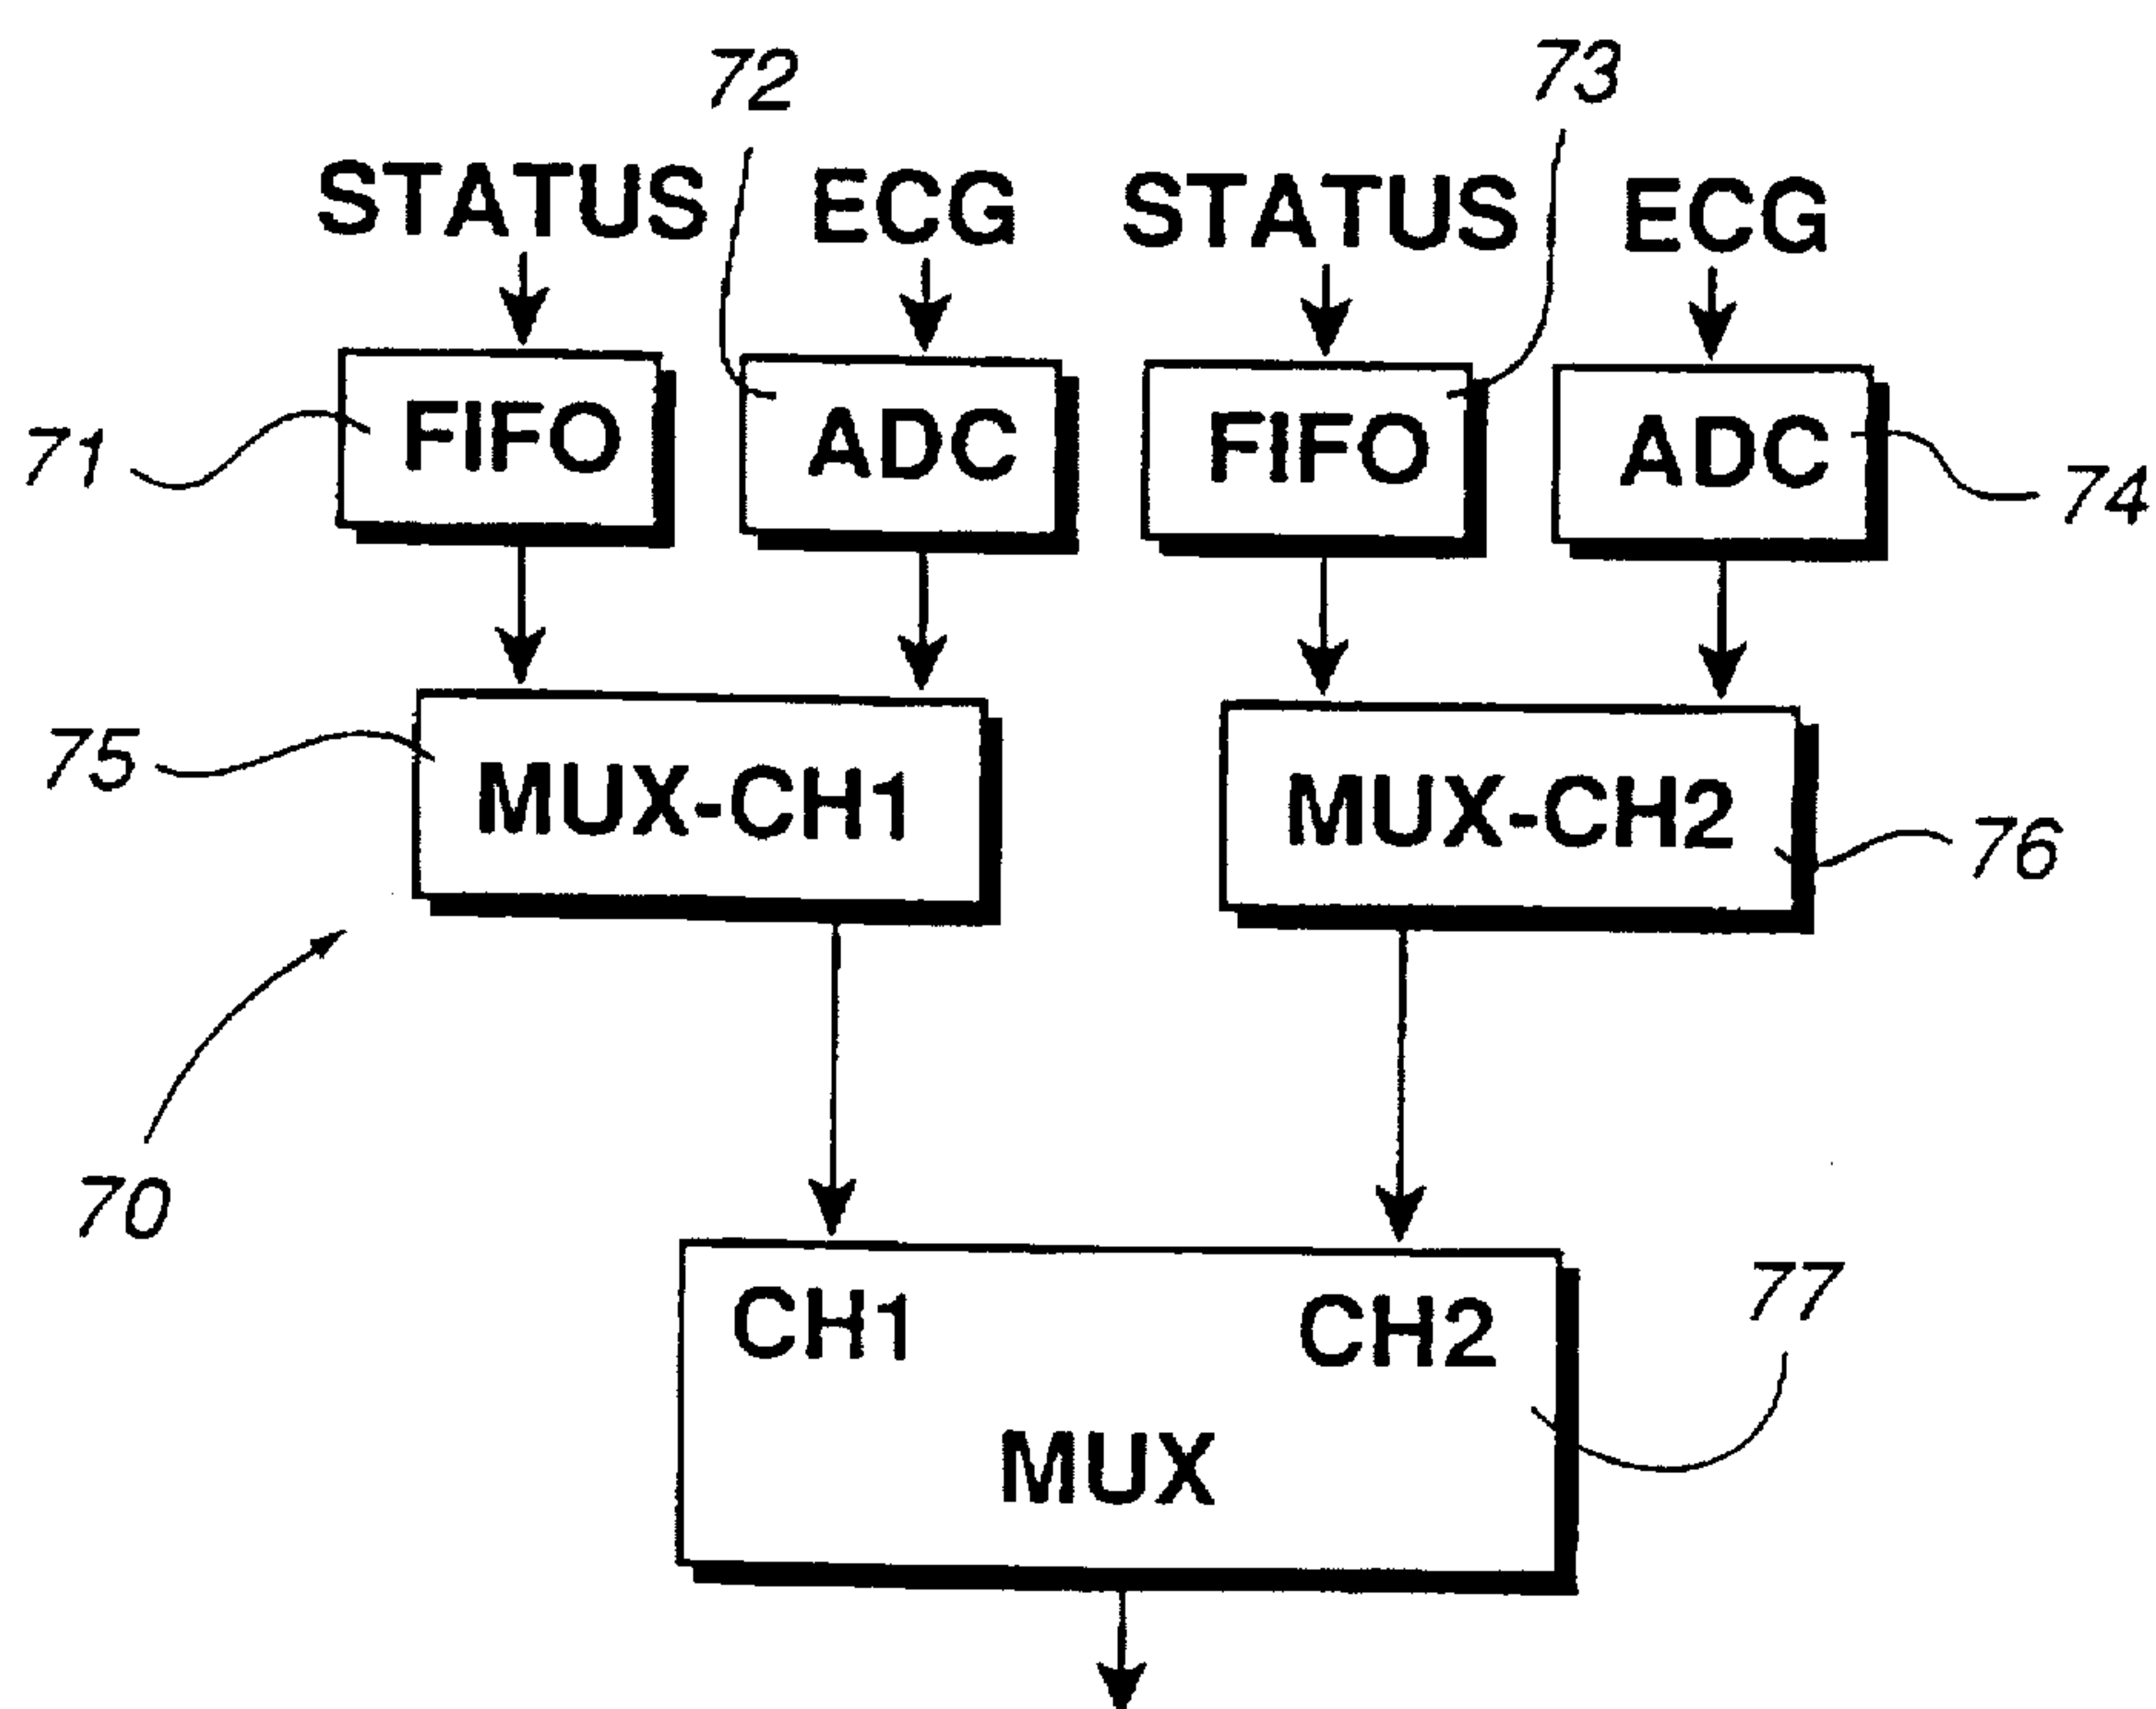 72 73
STATUS ECG STATUS ECG
71 FIFO ADC FIFO ADC 74
75 MUX-CH1 MUX-CH2 76
70
CH1 CH2 77
MUX